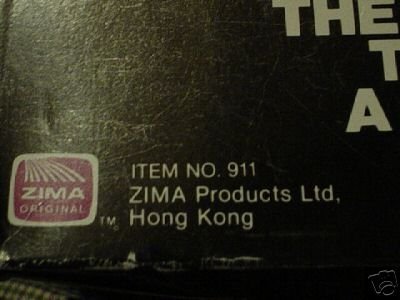 THE
T
A
ITEM NO. 911
ZIMA Products Ltd,
Hong Kong
ZIMA
ORIGINAL
TM